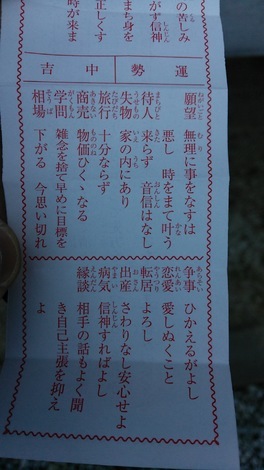 の苦しみ
がず信神
まち身を
正しくす
時が来ま
運勢 中吉
願望 無理に事をなすは
悪し 時をまて叶う
待人 来らず 音信はなし
失物 家の内にあり
旅行 十分ならず
商売 物価ひくゝなる
学問 雑念を捨て早めに目標を
相場 下がる 今思い切れ
争事 ひかえるがよし
恋愛 愛しぬくこと
転居 よろし
出産 さわりなし安心せよ
病気 信神すればよし
縁談 相手の話もよく聞
き自己主張を抑え
よ